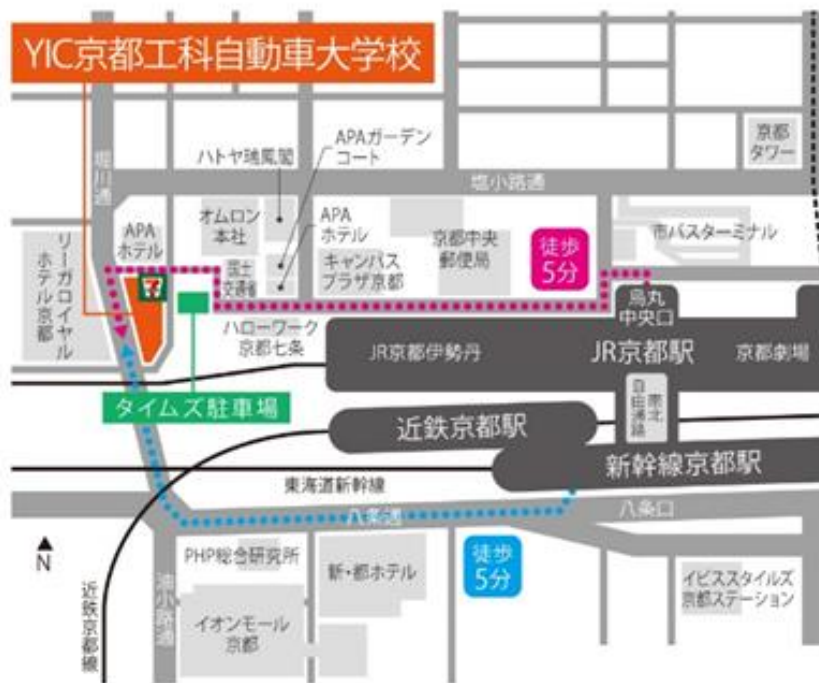 YIC京都工科自動車大学校
堀川通
ハトヤ瑞鳳閣
APAガーデン
コート
京都
タワー
塩小路通
APA
ホテル
オムロン
本社
APA
ホテル
国土
交通省
キャンパス
プラザ京都
京都中央
郵便局
徒歩
5分
市バスターミナル
リーガロイヤル
ホテル京都
7
ハローワーク
京都七条
烏丸
中央口
JR京都伊勢丹
JR京都駅
京都劇場
タイムズ駐車場
南北
自由通路
近鉄京都駅
新幹線京都駅
東海道新幹線
八条通
八条口
N
PHP総合研究所
新・都ホテル
徒歩
5分
イビススタイルズ
京都ステーション
油小路通
イオンモール
京都
近鉄京都線